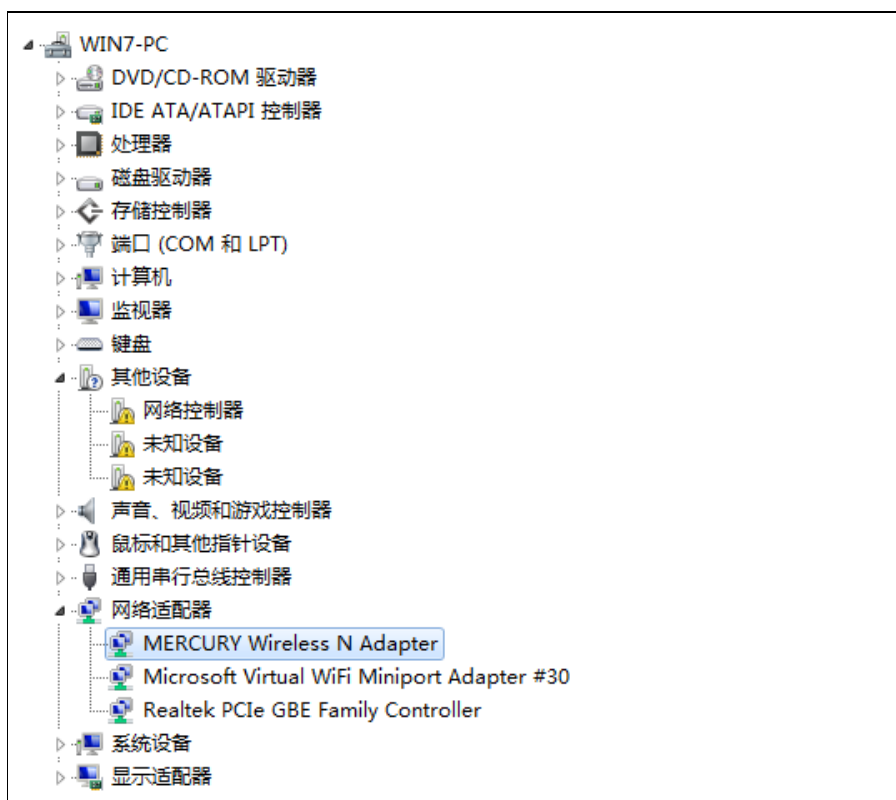 WIN7-PC
DVD/CD-ROM 驱动器
IDE ATA/ATAPI 控制器
处理器
磁盘驱动器
存储控制器
端口 (COM 和 LPT)
计算机
监视器
键盘
其他设备
网络控制器
未知设备
未知设备
声音、视频和游戏控制器
鼠标和其他指针设备
通用串行总线控制器
网络适配器
MERCURY Wireless N Adapter
Microsoft Virtual WiFi Miniport Adapter #30
Realtek PCIe GBE Family Controller
系统设备
显示适配器